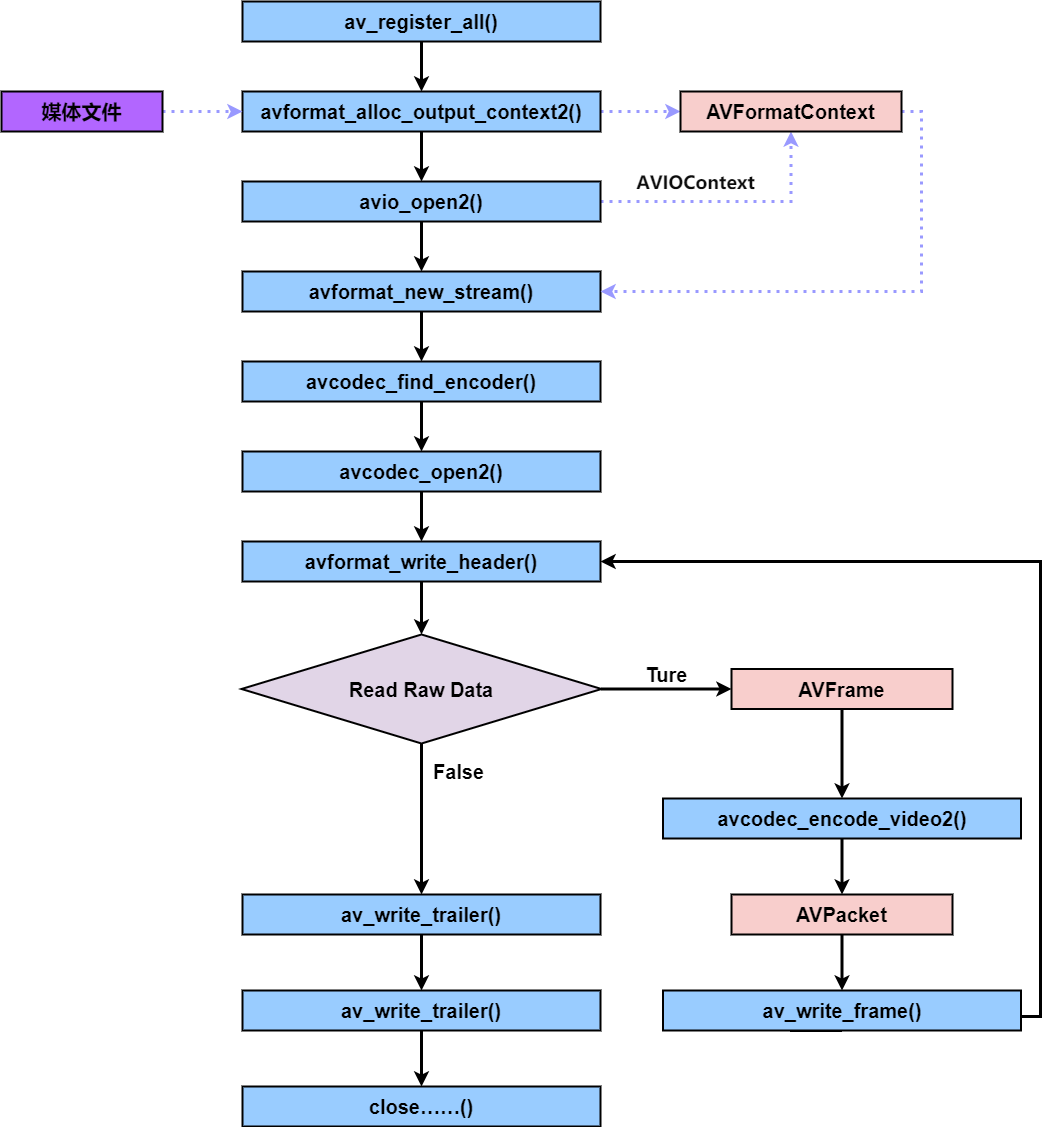 av_register_all()
媒体文件
avformat_alloc_output_context2()
AVFormatContext
AVIOContext
avio_open2()
avformat_new_stream()
avcodec_find_encoder()
avcodec_open2()
avformat_write_header()
Read Raw Data
Ture
AVFrame
False
avcodec_encode_video2()
av_write_trailer()
AVPacket
av_write_trailer()
av_write_frame()
close……()